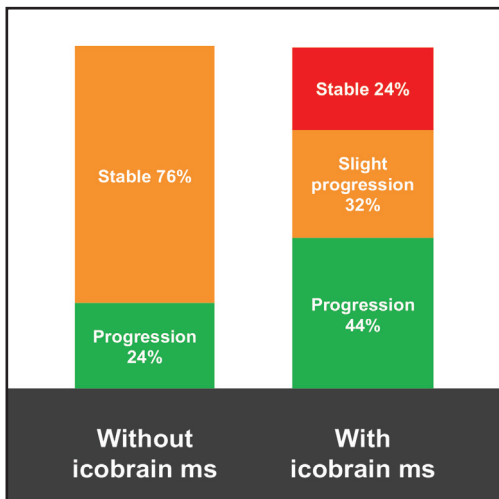 Stable 76%
Progression
24%
Stable 24%
Slight
progression
32%
Progression
44%
Without
icobrain ms
With
icobrain ms